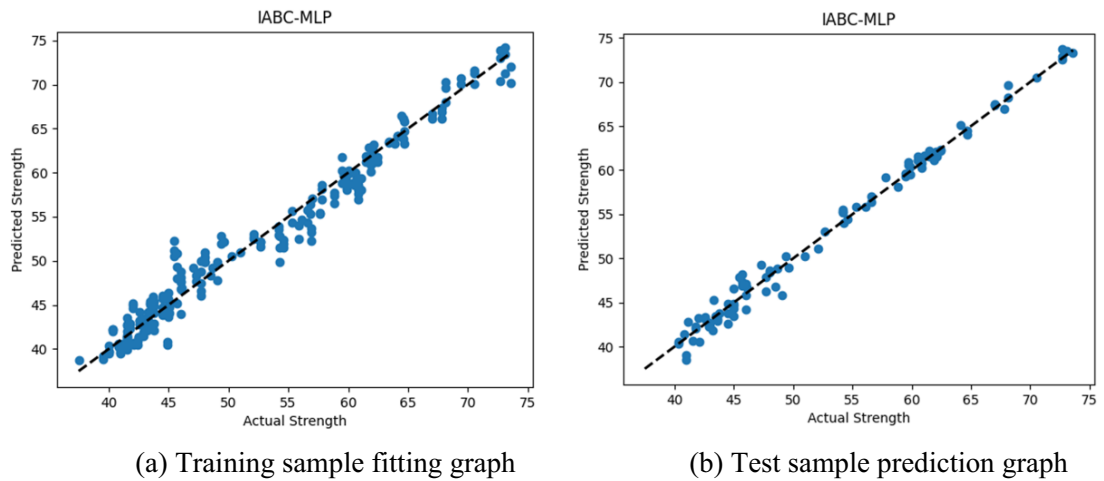 IABC-MLP
75
70
65
60
55
50
45
40
Predicted Strength
40 45 50 55 60 65 70 75
Actual Strength
(a) Training sample fitting graph
IABC-MLP
75
70
65
60
55
50
45
40
Predicted Strength
40 45 50 55 60 65 70 75
Actual Strength
(b) Test sample prediction graph